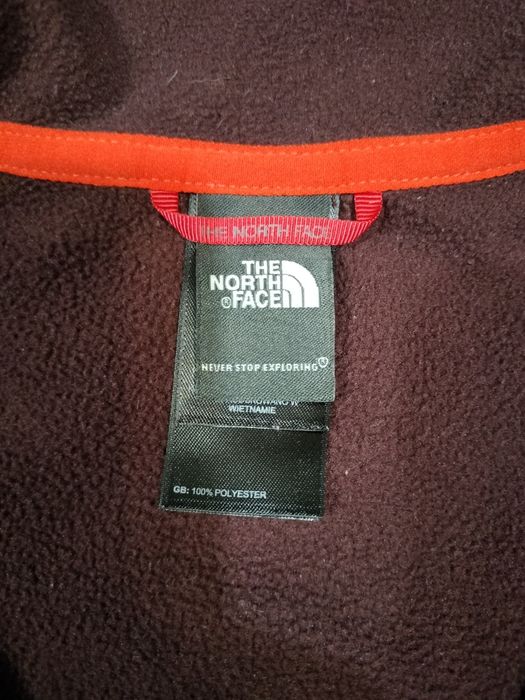 THE NORTH FACE
THE
NORTH
®FACE
NEVER STOP EXPLORING®
WIETNAMIE
GB: 100% POLYESTER